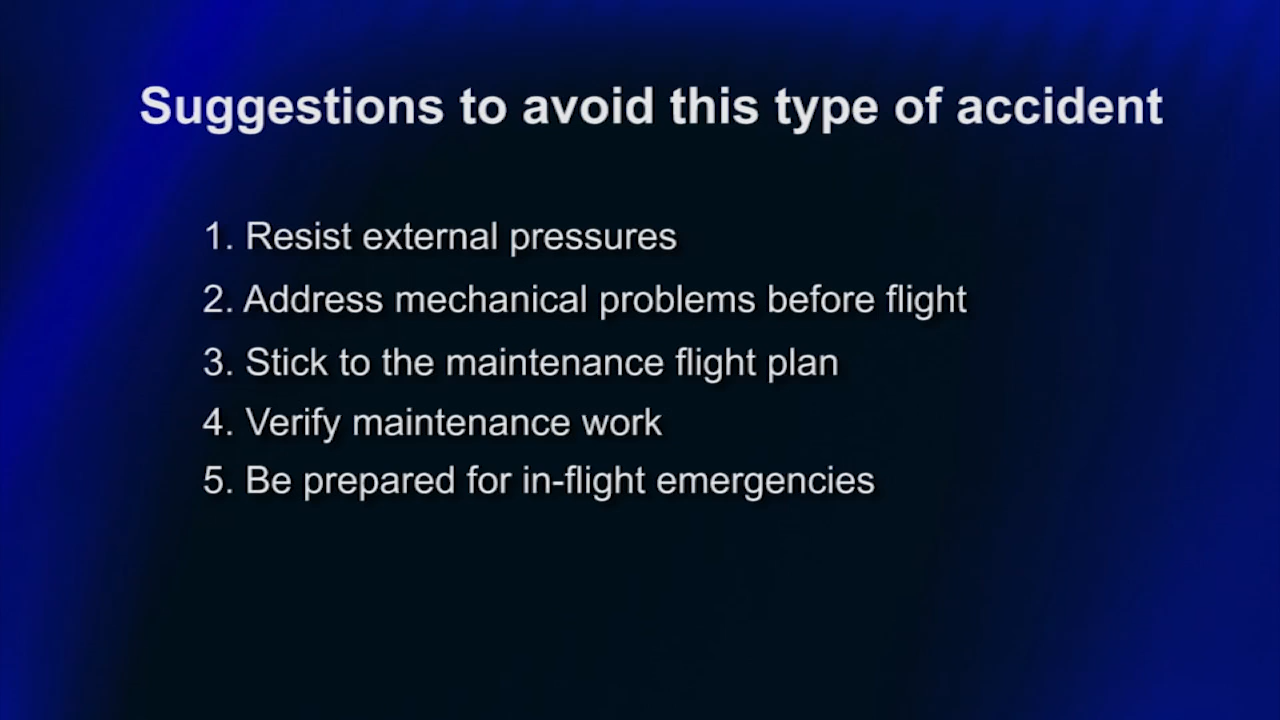 Suggestions to avoid this type of accident
1. Resist external pressures
2. Address mechanical problems before flight
3. Stick to the maintenance flight plan
4. Verify maintenance work
5. Be prepared for in-flight emergencies